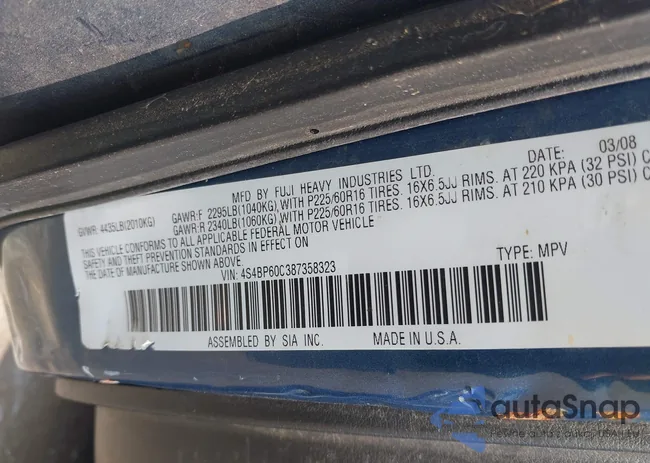 MFD BY FUJI HEAVY INDUSTRIES LTD. DATE: 03/08
GVWR: 4435LB(2010KG) GAWR:F 2295LB(1040KG),WITH P225/60R16 TIRES. 16X6.5JJ RIMS. AT 220 KPA (32 PSI) C
GAWR:R 2340LB(1060KG),WITH P225/60R16 TIRES. 16X6.5JJ RIMS. AT 210 KPA (30 PSI) C
THIS VEHICLE CONFORMS TO ALL APPLICABLE FEDERAL MOTOR VEHICLE
SAFETY AND THEFT PREVENTION STANDARDS IN EFFECT ON
THE DATE OF MANUFACTURE SHOWN ABOVE.
VIN: 4S4BP60C387358323 TYPE: MPV
ASSEMBLED BY SIA INC. MADE IN U.S.A.
autaSnap